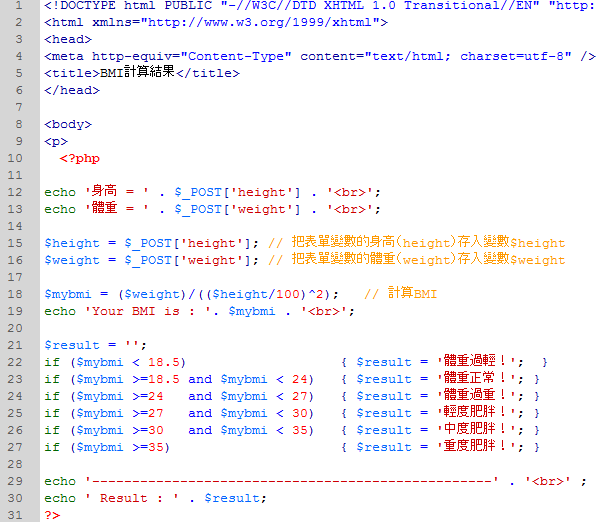 1 <!DOCTYPE html PUBLIC "-//W3C//DTD XHTML 1.0 Transitional//EN" "http:
2 <html xmlns="http://www.w3.org/1999/xhtml">
3 <head>
4 <meta http-equiv="Content-Type" content="text/html; charset=utf-8" />
5 <title>BMI計算結果</title>
6 </head>
7
8 <body>
9 <p>
10   <?php
11
12 echo '身高 = ' . $_POST['height'] . '<br>';
13 echo '體重 = ' . $_POST['weight'] . '<br>';
14
15 $height = $_POST['height']; // 把表單變數的身高(height)存入變數$height
16 $weight = $_POST['weight']; // 把表單變數的體重(weight)存入變數$weight
17
18 $mybmi = ($weight)/(($height/100)^2);   // 計算BMI
19 echo 'Your BMI is : '. $mybmi . '<br>';
20
21 $result = '';
22 if ($mybmi < 18.5)                    { $result = '體重過輕！';  }
23 if ($mybmi >=18.5 and $mybmi < 24)   { $result = '體重正常！'; }
24 if ($mybmi >=24   and $mybmi < 27)   { $result = '體重過重！'; }
25 if ($mybmi >=27   and $mybmi < 30)   { $result = '輕度肥胖！'; }
26 if ($mybmi >=30   and $mybmi < 35)   { $result = '中度肥胖！'; }
27 if ($mybmi >=35)                      { $result = '重度肥胖！'; }
28
29 echo '--------------------------------------------------' . '<br>' ;
30 echo ' Result : ' . $result;
31 ?>